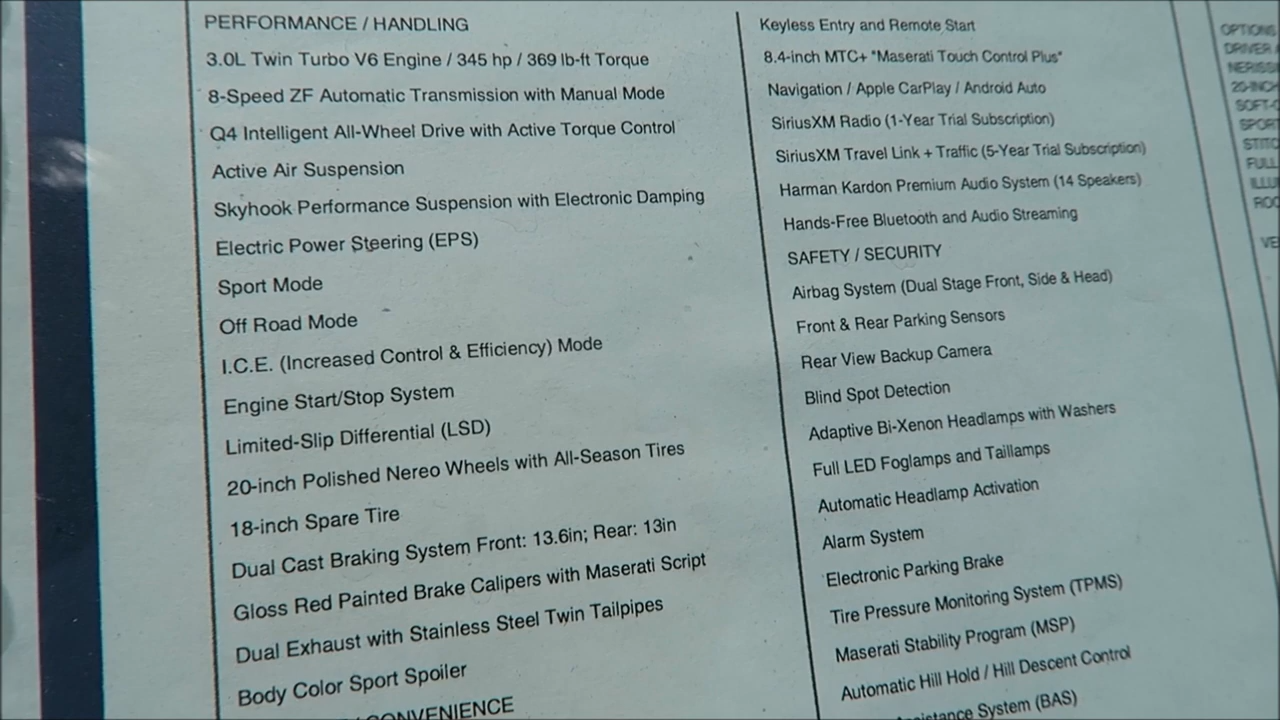 PERFORMANCE / HANDLING
3.0L Twin Turbo V6 Engine / 345 hp / 369 lb-ft Torque
8-Speed ZF Automatic Transmission with Manual Mode
Q4 Intelligent All-Wheel Drive with Active Torque Control
Active Air Suspension
Skyhook Performance Suspension with Electronic Damping
Electric Power Steering (EPS)
Sport Mode
Off Road Mode
I.C.E. (Increased Control & Efficiency) Mode
Engine Start/Stop System
Limited-Slip Differential (LSD)
20-inch Polished Nereo Wheels with All-Season Tires
18-inch Spare Tire
Dual Cast Braking System Front: 13.6in; Rear: 13in
Gloss Red Painted Brake Calipers with Maserati Script
Dual Exhaust with Stainless Steel Twin Tailpipes
Body Color Sport Spoiler
CONVENIENCE
Keyless Entry and Remote Start
8.4-inch MTC+ "Maserati Touch Control Plus"
Navigation / Apple CarPlay / Android Auto
SiriusXM Radio (1-Year Trial Subscription)
SiriusXM Travel Link + Traffic (5-Year Trial Subscription)
Harman Kardon Premium Audio System (14 Speakers)
Hands-Free Bluetooth and Audio Streaming
SAFETY / SECURITY
Airbag System (Dual Stage Front, Side & Head)
Front & Rear Parking Sensors
Rear View Backup Camera
Blind Spot Detection
Adaptive Bi-Xenon Headlamps with Washers
Full LED Foglamps and Taillamps
Automatic Headlamp Activation
Alarm System
Electronic Parking Brake
Tire Pressure Monitoring System (TPMS)
Maserati Stability Program (MSP)
Automatic Hill Hold / Hill Descent Control
System (BAS)
OPTIONS
DRIVER
20-INCH
SPORT
FULL